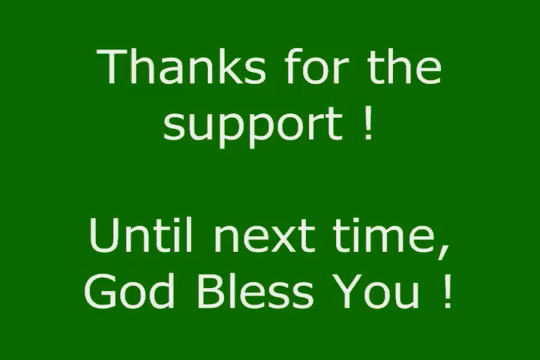 Thanks for the
support !
Until next time,
God Bless You !